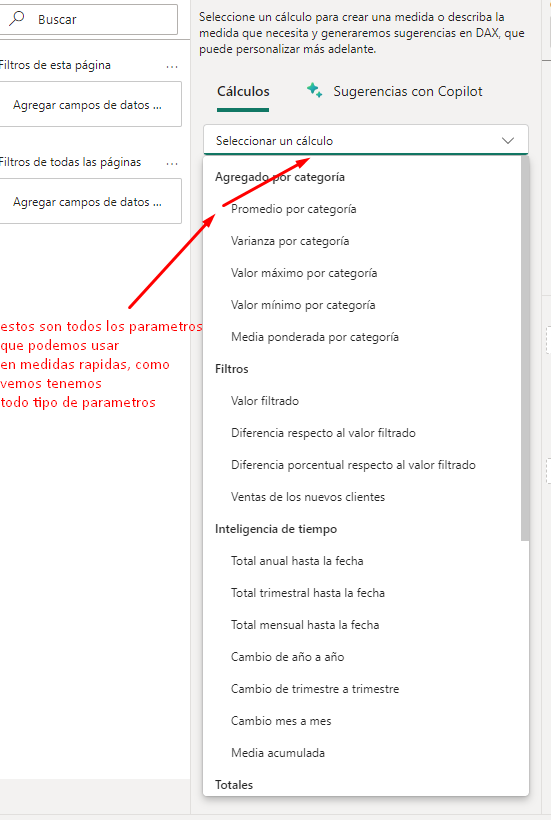 Buscar
Filtros de esta página
...
Agregar campos de datos ...
Filtros de todas las páginas
...
Agregar campos de datos ...
estos son todos los parametros
que podemos usar
en medidas rapidas, como
vemos tenemos
todo tipo de parametros
Seleccione un cálculo para crear una medida o describa la
medida que necesita y generaremos sugerencias en DAX, que
puede personalizar más adelante.
Cálculos
Sugerencias con Copilot
Seleccionar un cálculo
Agregado por categoría
Promedio por categoría
Varianza por categoría
Valor máximo por categoría
Valor mínimo por categoría
Media ponderada por categoría
Filtros
Valor filtrado
Diferencia respecto al valor filtrado
Diferencia porcentual respecto al valor filtrado
Ventas de los nuevos clientes
Inteligencia de tiempo
Total anual hasta la fecha
Total trimestral hasta la fecha
Total mensual hasta la fecha
Cambio de año a año
Cambio de trimestre a trimestre
Cambio mes a mes
Media acumulada
Totales